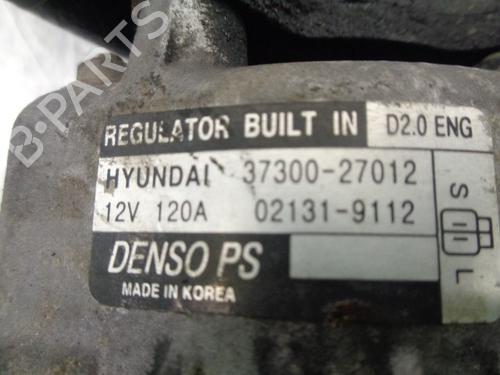 REGULATOR BUILT IN D2.0 ENG
HYUNDAI 37300-27012
12V 120A 02131-9112
S
L
DENSO PS
MADE IN KOREA
B-PARTS